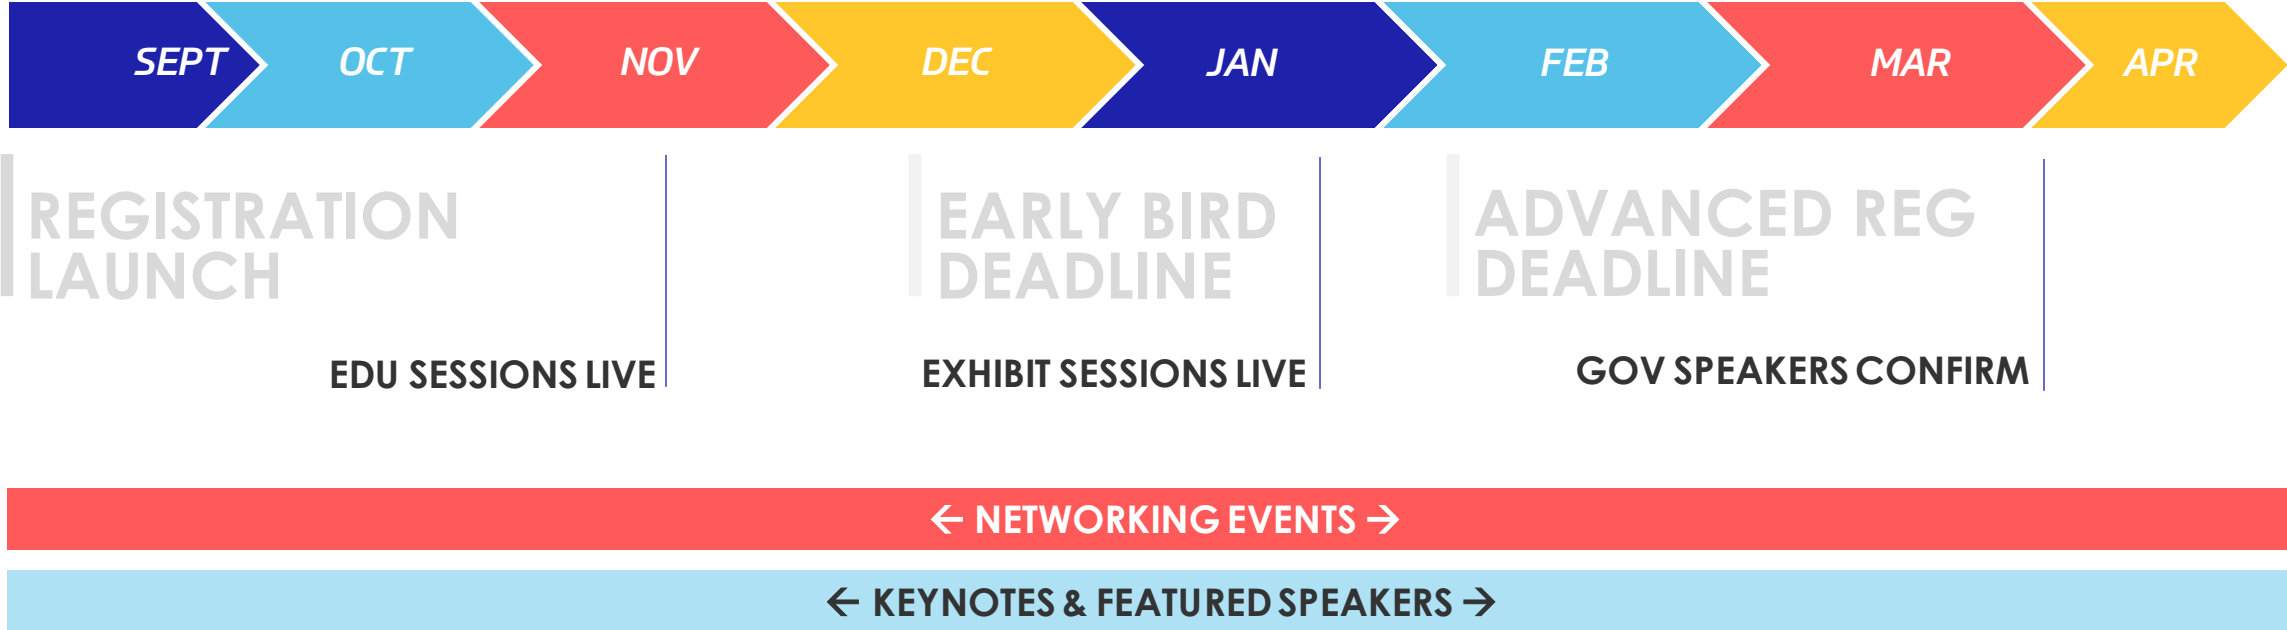 SEPT OCT NOV DEC JAN FEB MAR APR
REGISTRATION
LAUNCH
EARLY BIRD
DEADLINE
ADVANCED REG
DEADLINE
EDU SESSIONS LIVE
EXHIBIT SESSIONS LIVE
GOV SPEAKERS CONFIRM
← NETWORKING EVENTS →
← KEYNOTES & FEATURED SPEAKERS →